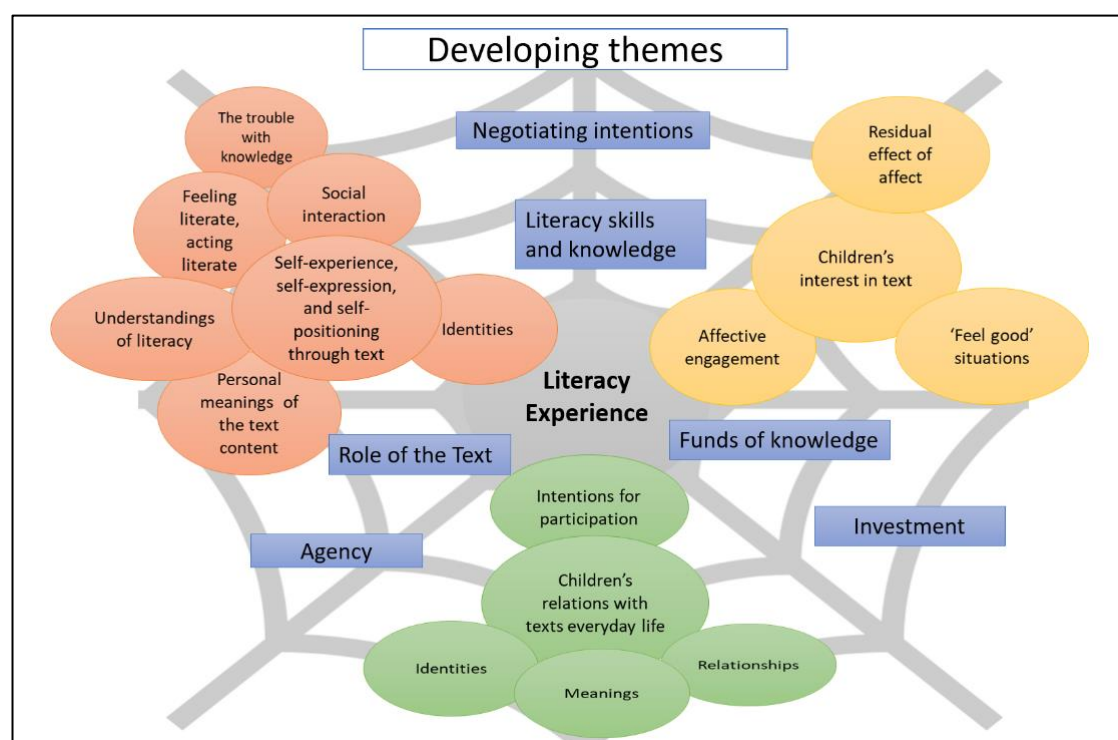 Developing themes
Negotiating intentions
Literacy skills
and knowledge
The trouble
with
knowledge
Social
interaction
Feeling
literate,
acting
literate
Self-experience,
self-expression,
and self-
positioning
through text
Identities
Understandings
of literacy
Personal
meanings of
the text
content
Residual
effect of
affect
Children’s
interest in text
Affective
engagement
‘Feel good’
situations
Literacy
Experience
Role of the Text
Funds of knowledge
Agency
Investment
Intentions for
participation
Children’s
relations with
texts everyday life
Identities
Meanings
Relationships